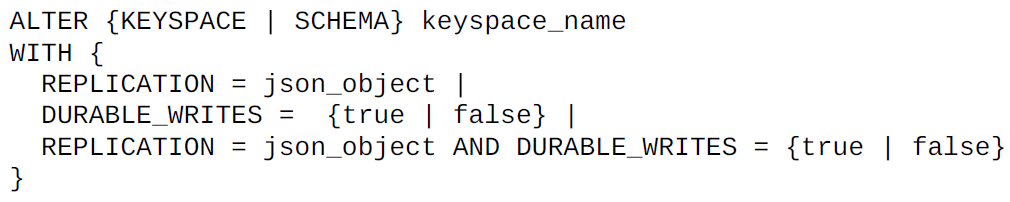 ALTER {KEYSPACE | SCHEMA} keyspace_name
WITH {
  REPLICATION = json_object |
  DURABLE_WRITES =  {true | false} |
  REPLICATION = json_object AND DURABLE_WRITES = {true | false}
}